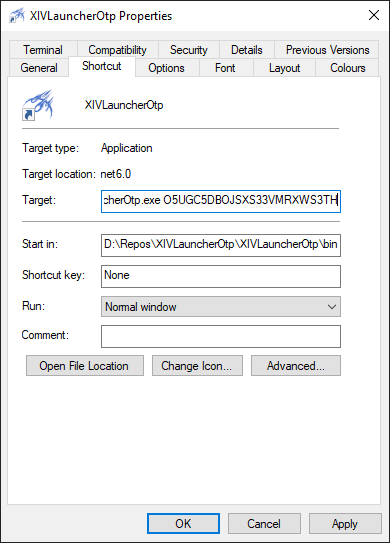 XIVLauncherOtp Properties
Terminal Compatibility Security Details Previous Versions
General Shortcut Options Font Layout Colours
XIVLauncherOtp
Target type: Application
Target location: net6.0
Target: cherOtp.exe O5UGC5DBOJSXS33VMRXWS3TH
Start in: D:\Repos\XIVLauncherOtp\XIVLauncherOtp\bin
Shortcut key: None
Run: Normal window
Comment:
Open File Location Change Icon... Advanced...
OK Cancel Apply